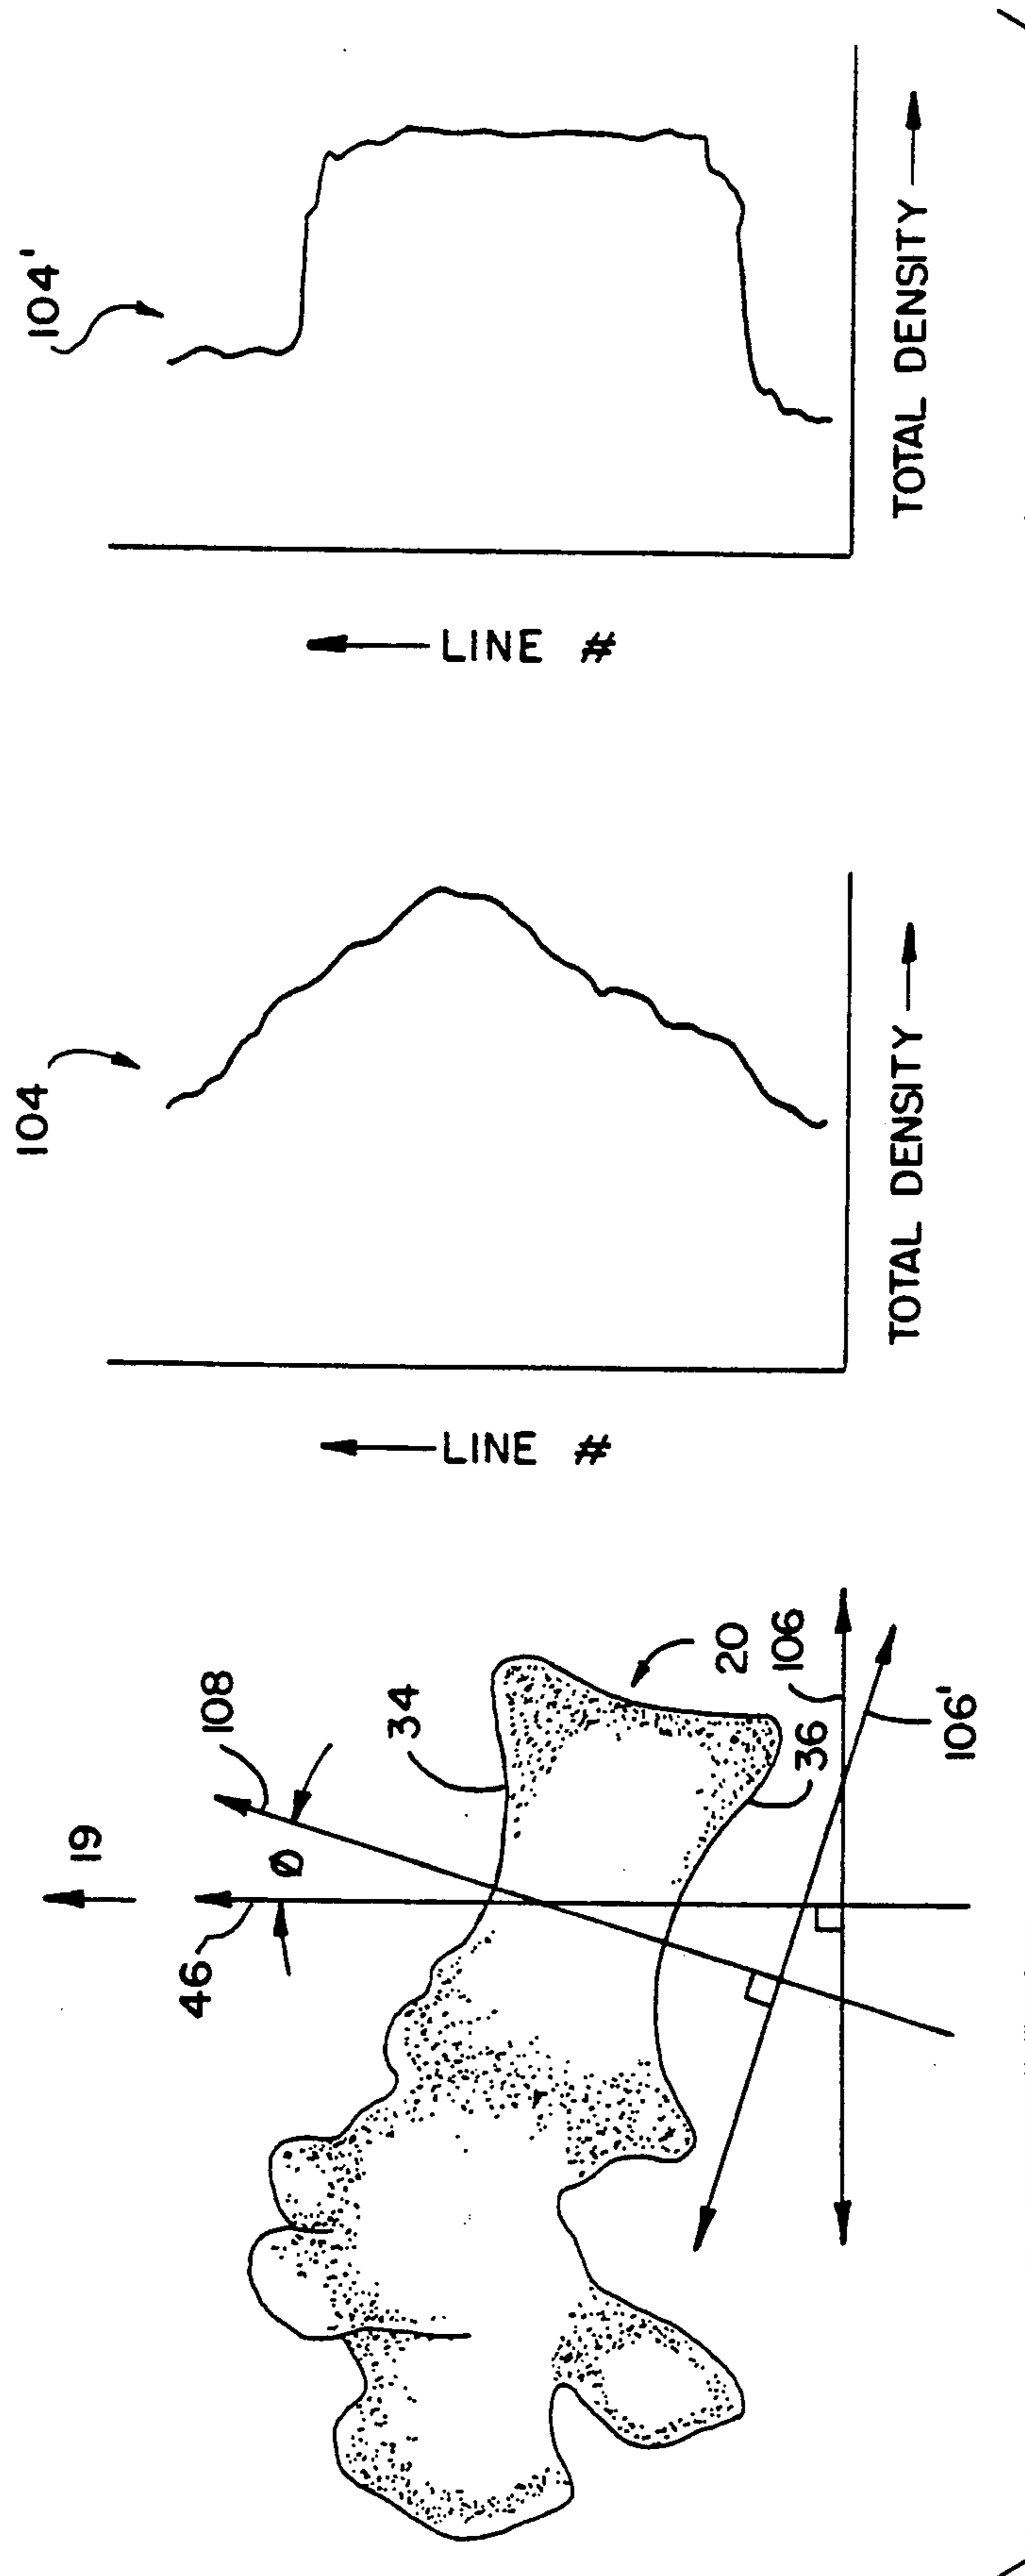 104'
LINE #
TOTAL DENSITY
104
LINE #
TOTAL DENSITY
19
46
Ø
108
34
20
36
106
106'